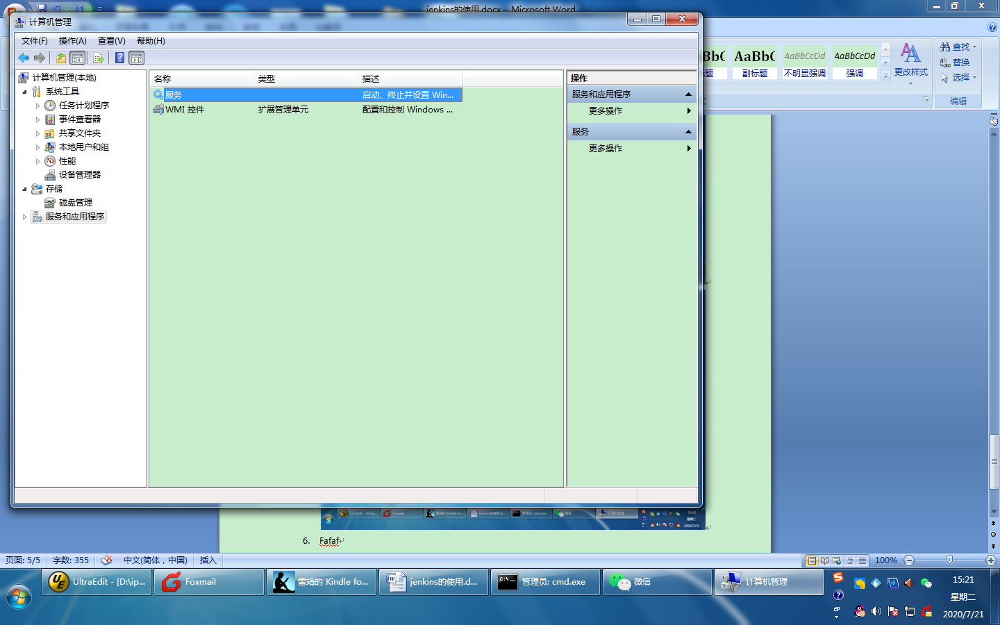 jenkins的使用.docx - Microsoft Word
计算机管理
文件(F) 操作(A) 查看(V) 帮助(H)
计算机管理(本地)
系统工具
任务计划程序
事件查看器
共享文件夹
本地用户和组
性能
设备管理器
存储
磁盘管理
服务和应用程序
名称 类型 描述
服务 启动、终止并设置 Win...
WMI 控件 扩展管理单元 配置和控制 Windows ...
操作
服务和应用程序
更多操作
服务
更多操作
AaBbC AaBbCcDd AaBbCcDd
副标题 不明显强调 强调
更改样式
查找
替换
选择
编辑
6. Fafaf
页面: 5/5 字数: 355 中文(简体，中国) 插入 100%
UltraEdit - [D:\ip... Foxmail 雷靖的 Kindle fo... jenkins的使用.d... 管理员: cmd.exe 微信 计算机管理
15:21
星期二
2020/7/21